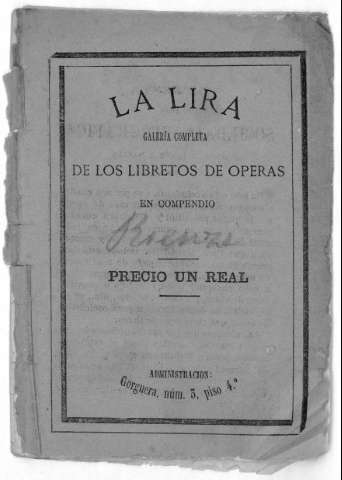 LA LIRA
GALERÍA COMPLETA
DE LOS LIBRETOS DE OPERAS
EN COMPENDIO
Rienzi
PRECIO UN REAL
ADMINISTRACION:
Gorguera, núm. 3, piso 4.º